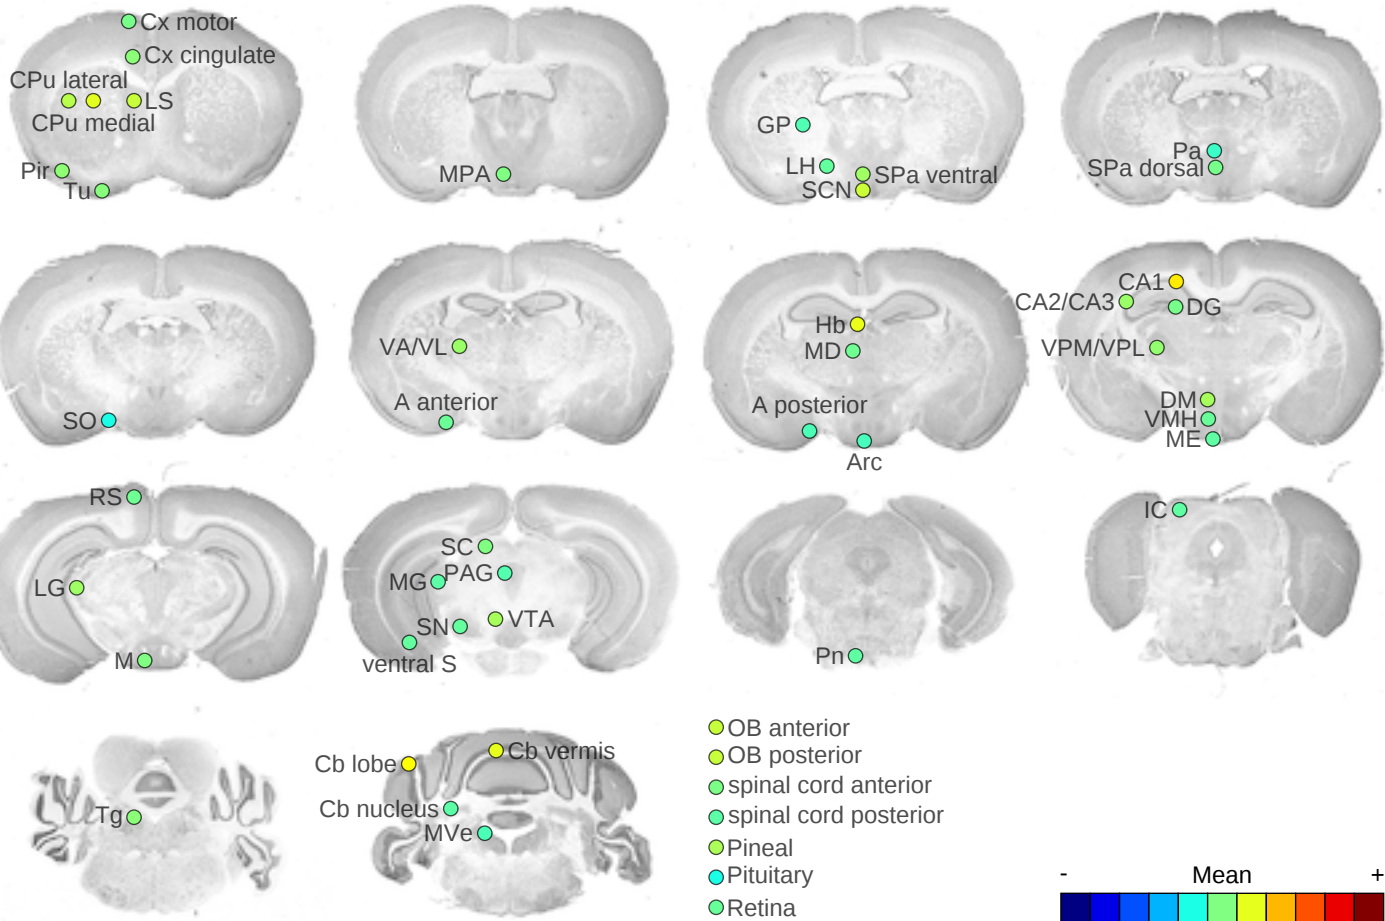 Cx motor
Cx cingulate
CPu lateral
LS
CPu medial
Pir
Tu
MPA
GP
LH
SPa ventral
SCN
Pa
SPa dorsal
SO
VA/VL
A anterior
Hb
MD
A posterior
Arc
CA1
CA2/CA3
DG
VPM/VPL
DM
VMH
ME
RS
LG
M
SC
MG
PAG
SN
VTA
ventral S
Pn
IC
Tg
Cb lobe
Cb vermis
Cb nucleus
MVe
OB anterior
OB posterior
spinal cord anterior
spinal cord posterior
Pineal
Pituitary
Retina
- Mean +